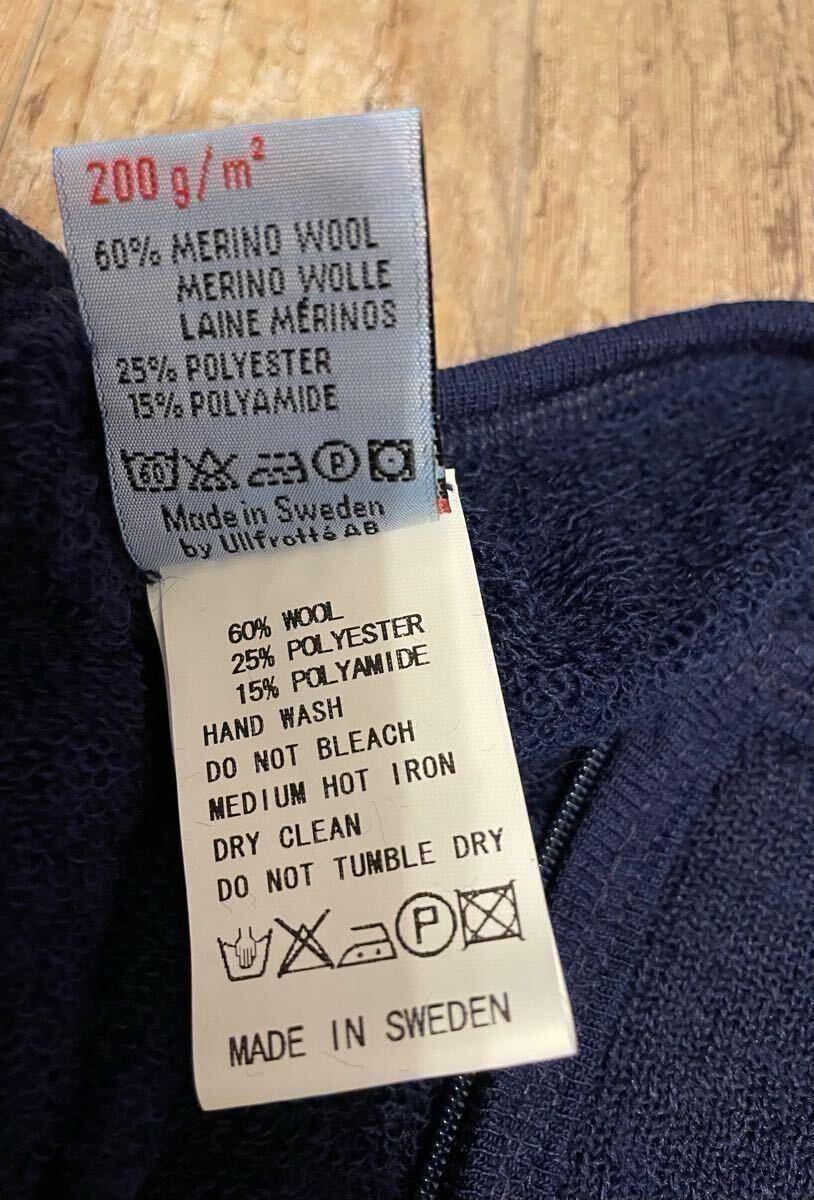 200 g/m²
60% MERINO WOOL
MERINO WOLLE
LAINE MÉRINOS
25% POLYESTER
15% POLYAMIDE
60 P
Made in Sweden
by Ullfrotté AB
60% WOOL
25% POLYESTER
15% POLYAMIDE
HAND WASH
DO NOT BLEACH
MEDIUM HOT IRON
DRY CLEAN
DO NOT TUMBLE DRY
P
MADE IN SWEDEN